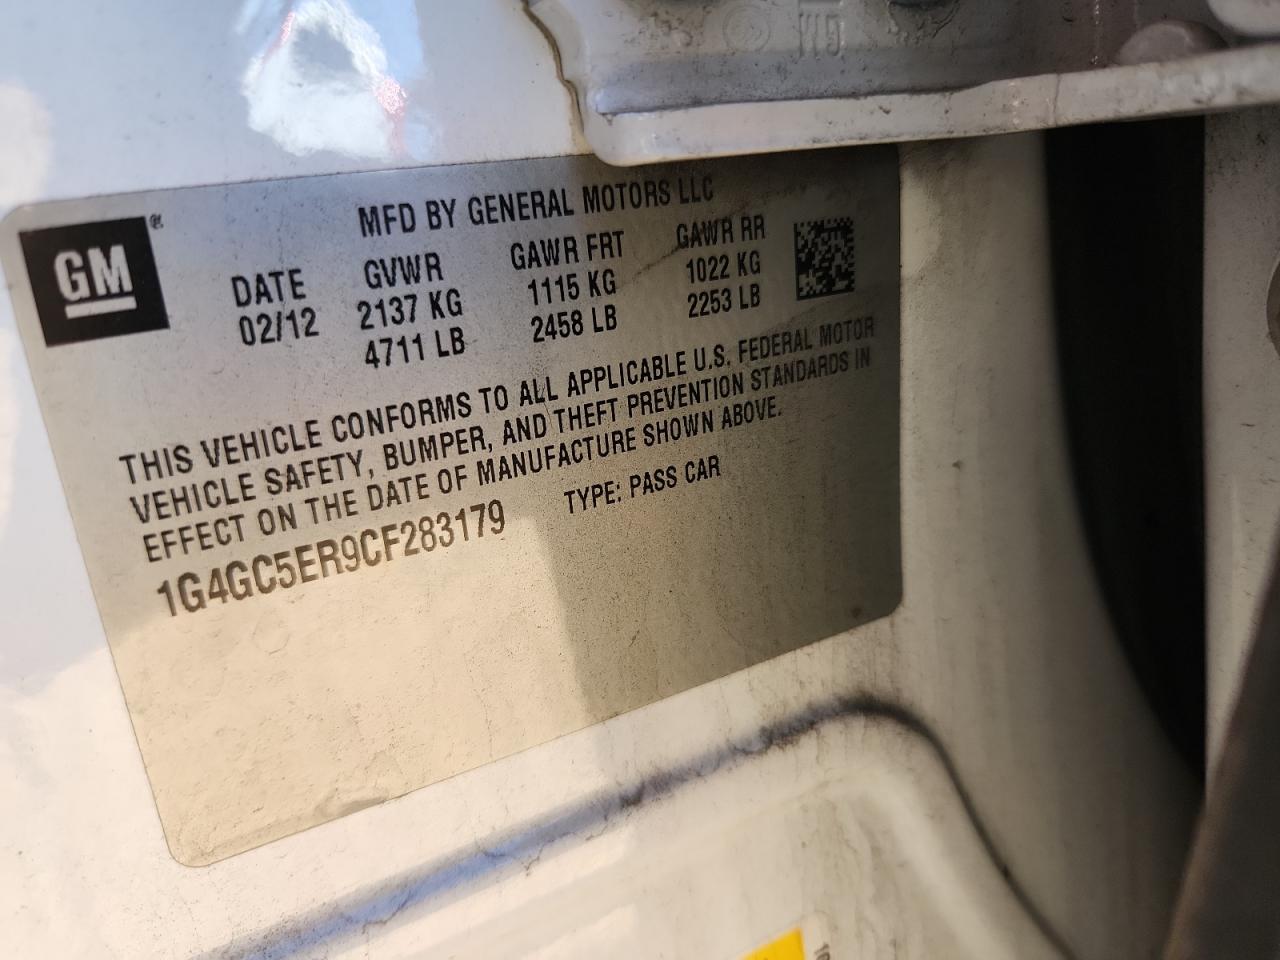 GM®
MFD BY GENERAL MOTORS LLC
DATE GVWR GAWR FRT GAWR RR
02/12 2137 KG 1115 KG 1022 KG
4711 LB 2458 LB 2253 LB
THIS VEHICLE CONFORMS TO ALL APPLICABLE U.S. FEDERAL MOTOR
VEHICLE SAFETY, BUMPER, AND THEFT PREVENTION STANDARDS IN
EFFECT ON THE DATE OF MANUFACTURE SHOWN ABOVE.
1G4GC5ER9CF283179 TYPE: PASS CAR